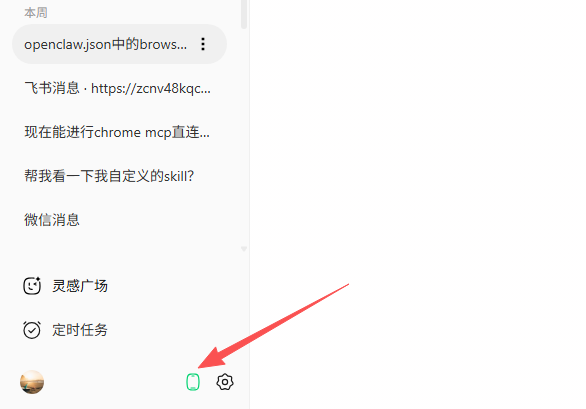 本周
openclaw.json中的brows...
飞书消息 · https://zcnv48kqc...
现在能进行chrome mcp直连...
帮我看一下我自定义的skill?
微信消息
灵感广场
定时任务